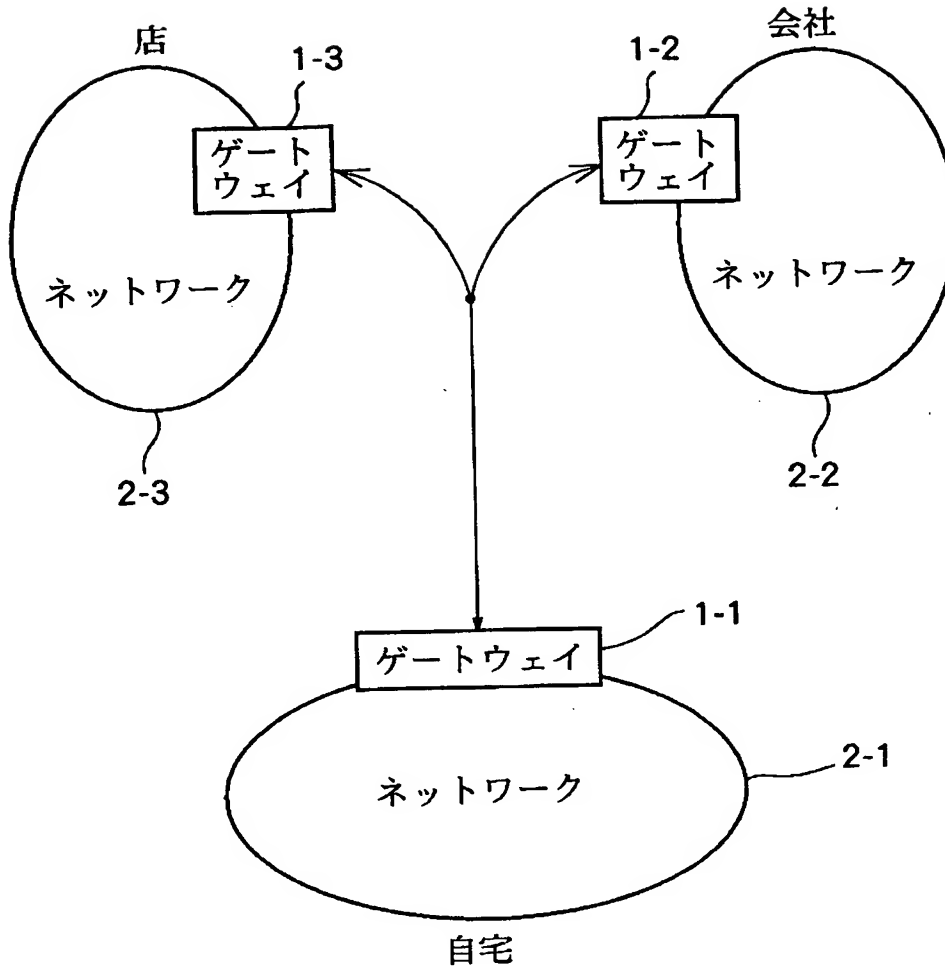 店
会社
1-3
1-2
ゲート
ウェイ
ゲート
ウェイ
ネットワーク
ネットワーク
2-3
2-2
1-1
ゲートウェイ
2-1
ネットワーク
自宅